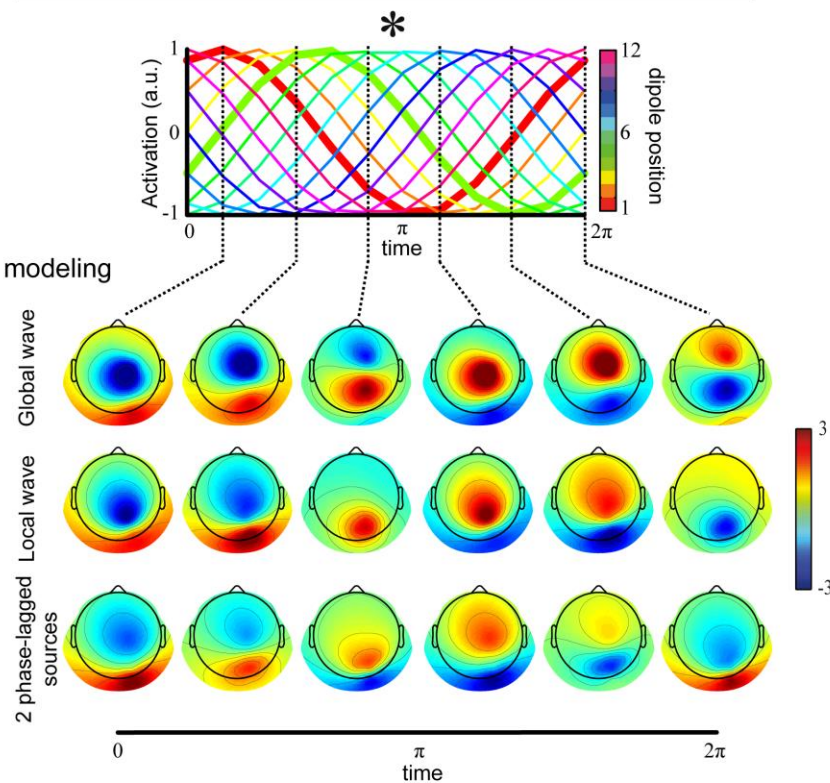 *
1
0
-1
Activation (a.u.)
0
π
2π
time
12
6
1
dipole position
modeling
Global wave
Local wave
2 phase-lagged
sources
3
-3
0
π
2π
time